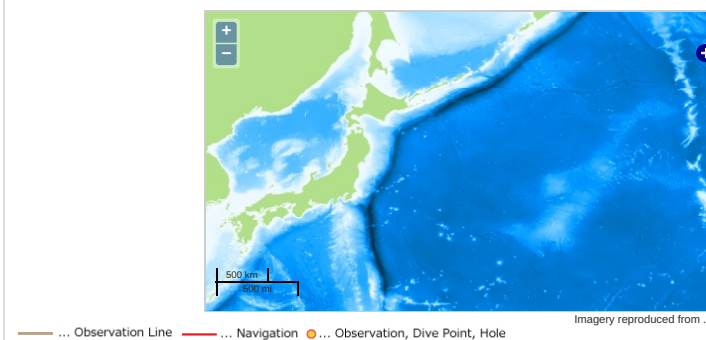 +
−
500 km
500 mi
Imagery reproduced from .
... Observation Line ... Navigation ... Observation, Dive Point, Hole